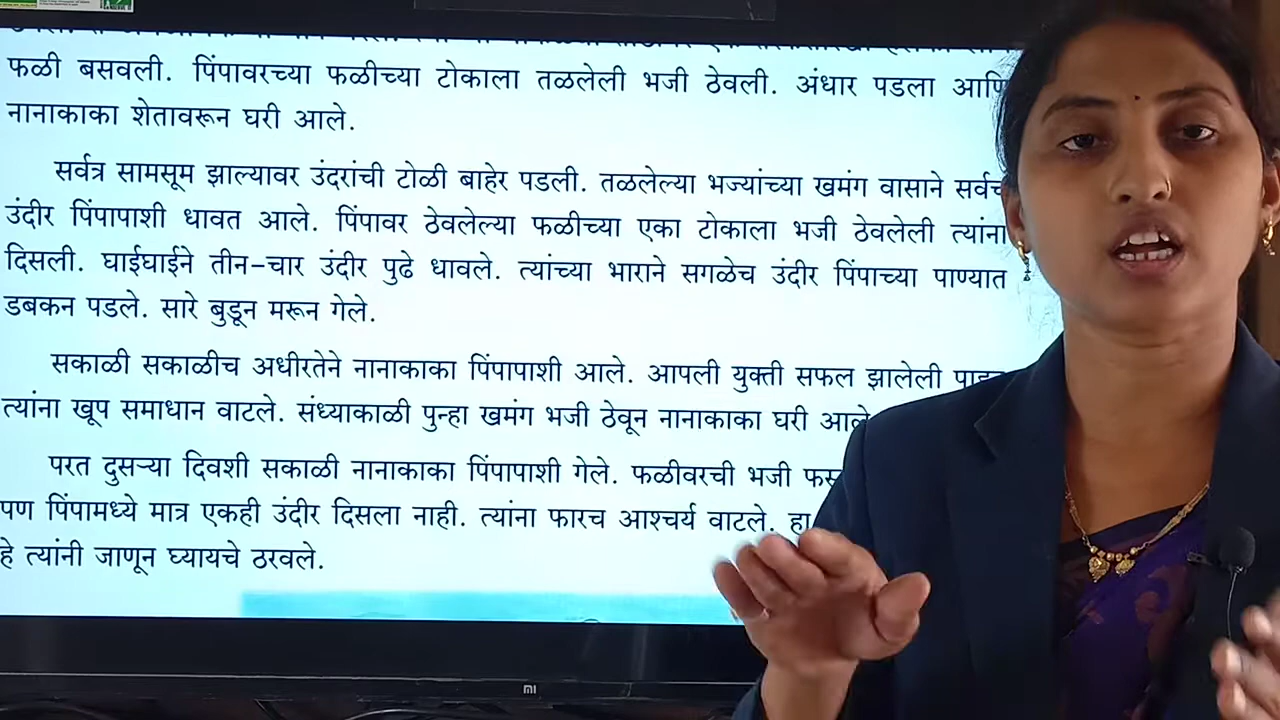 फळी बसवली. पिंपावरच्या फळीच्या टोकाला तळलेली भजी ठेवली. अंधार पडला आणि
नानाकाका शेतावरून घरी आले.
सर्वत्र सामसूम झाल्यावर उंदरांची टोळी बाहेर पडली. तळलेल्या भज्यांच्या खमंग वासाने सर्वच
उंदीर पिंपापाशी धावत आले. पिंपावर ठेवलेल्या फळीच्या एका टोकाला भजी ठेवलेली त्यांना
दिसली. घाईघाईने तीन-चार उंदीर पुढे धावले. त्यांच्या भाराने सगळेच उंदीर पिंपाच्या पाण्यात
डबकन पडले. सारे बुडून मरून गेले.
सकाळी सकाळीच अधीरतेने नानाकाका पिंपापाशी आले. आपली युक्ती सफल झालेली
त्यांना खूप समाधान वाटले. संध्याकाळी पुन्हा खमंग भजी ठेवून नानाकाका घरी आले
परत दुसऱ्या दिवशी सकाळी नानाकाका पिंपापाशी गेले. फळीवरची भजी
पण पिंपामध्ये मात्र एकही उंदीर दिसला नाही. त्यांना फारच आश्चर्य वाटले. हा
हे त्यांनी जाणून घ्यायचे ठरवले.
mi